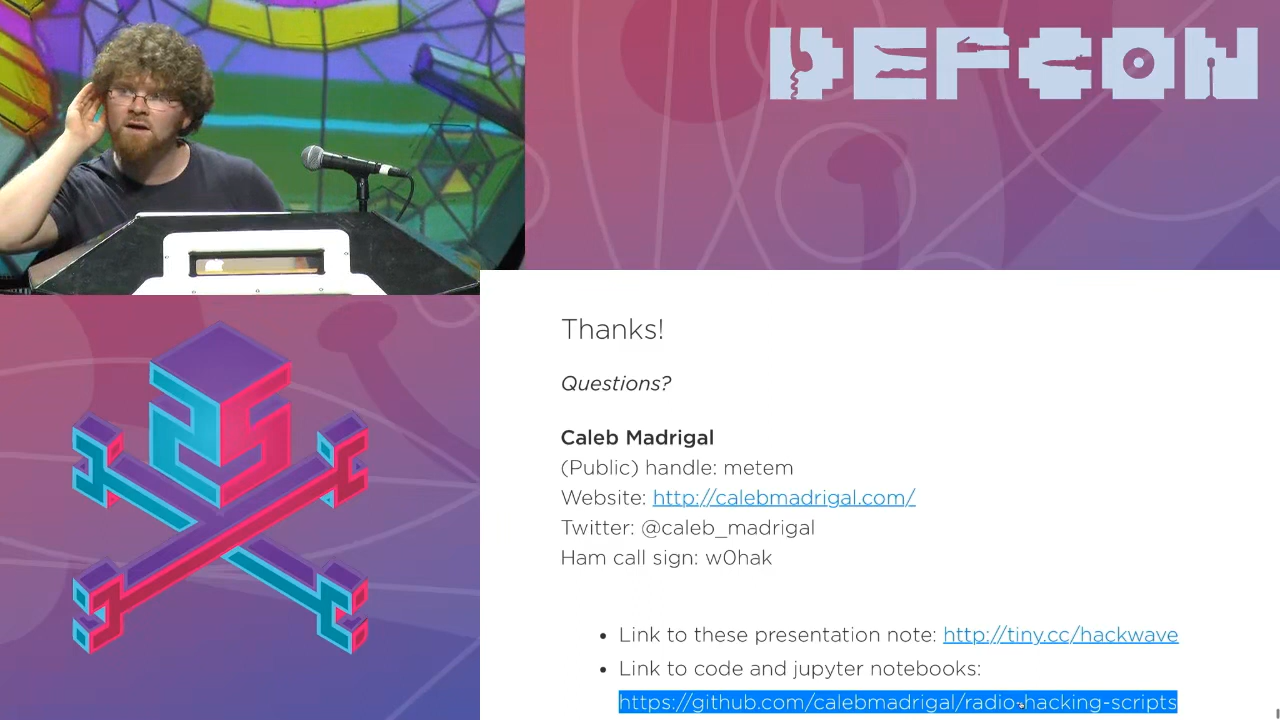 DEFCON
Thanks!
Questions?
Caleb Madrigal
(Public) handle: metem
Website: http://calebmadrigal.com/
Twitter: @caleb_madrigal
Ham call sign: w0hak
• Link to these presentation note: http://tiny.cc/hackwave
• Link to code and jupyter notebooks:
https://github.com/calebmadrigal/radio-hacking-scripts